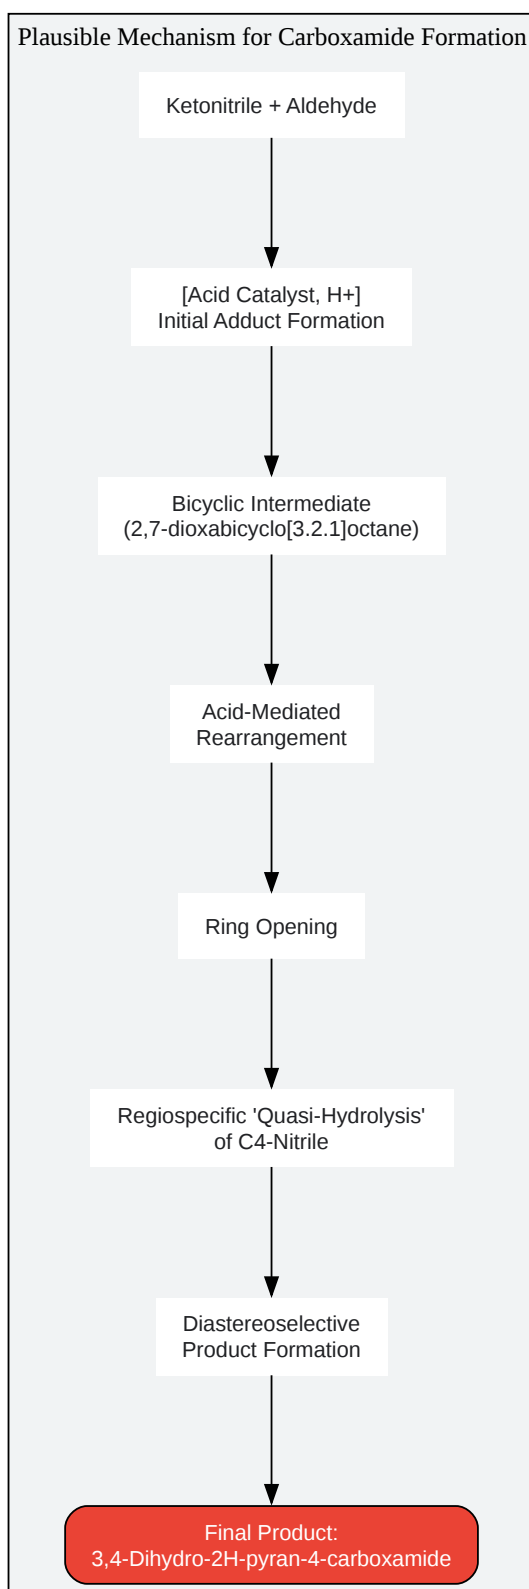 Plausible Mechanism for Carboxamide Formation
Ketonitrile + Aldehyde
[Acid Catalyst, H+]
Initial Adduct Formation
Bicyclic Intermediate
(2,7-dioxabicyclo[3.2.1]octane)
Acid-Mediated
Rearrangement
Ring Opening
Regiospecific 'Quasi-Hydrolysis'
of C4-Nitrile
Diastereoselective
Product Formation
Final Product:
3,4-Dihydro-2H-pyran-4-carboxamide